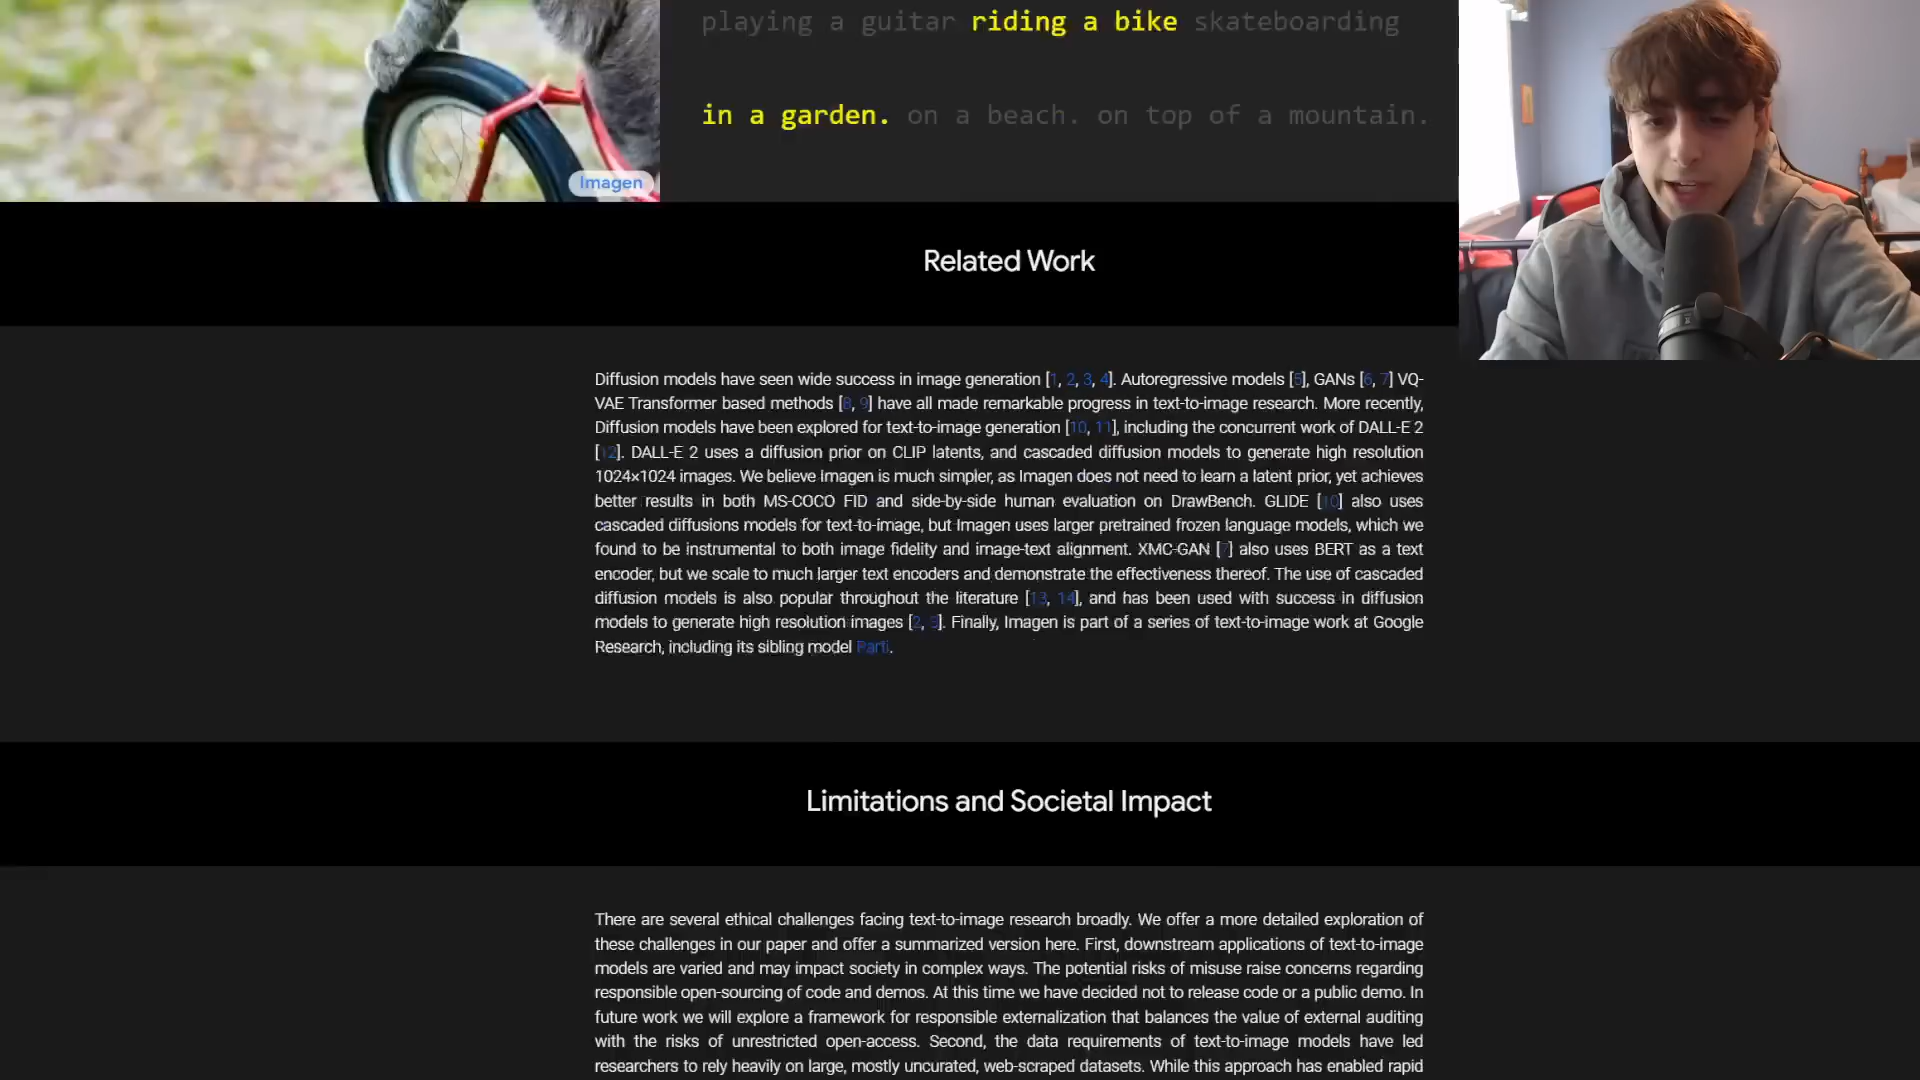 playing a guitar riding a bike skateboarding
in a garden. on a beach. on top of a mountain.
Imagen
Related Work
Diffusion models have seen wide success in image generation [1, 2, 3, 4]. Autoregressive models [5], GANs [6, 7] VQ-
VAE Transformer based methods [8, 9] have all made remarkable progress in text-to-image research. More recently,
Diffusion models have been explored for text-to-image generation [10, 11], including the concurrent work of DALL-E 2
[12]. DALL-E 2 uses a diffusion prior on CLIP latents, and cascaded diffusion models to generate high resolution
1024×1024 images. We believe Imagen is much simpler, as Imagen does not need to learn a latent prior, yet achieves
better results in both MS-COCO FID and side-by-side human evaluation on DrawBench. GLIDE [10] also uses
cascaded diffusions models for text-to-image, but Imagen uses larger pretrained frozen language models, which we
found to be instrumental to both image fidelity and image-text alignment. XMC-GAN [7] also uses BERT as a text
encoder, but we scale to much larger text encoders and demonstrate the effectiveness thereof. The use of cascaded
diffusion models is also popular throughout the literature [13, 14], and has been used with success in diffusion
models to generate high resolution images [2, 3]. Finally, Imagen is part of a series of text-to-image work at Google
Research, including its sibling model Parti.
Limitations and Societal Impact
There are several ethical challenges facing text-to-image research broadly. We offer a more detailed exploration of
these challenges in our paper and offer a summarized version here. First, downstream applications of text-to-image
models are varied and may impact society in complex ways. The potential risks of misuse raise concerns regarding
responsible open-sourcing of code and demos. At this time we have decided not to release code or a public demo. In
future work we will explore a framework for responsible externalization that balances the value of external auditing
with the risks of unrestricted open-access. Second, the data requirements of text-to-image models have led
researchers to rely heavily on large, mostly uncurated, web-scraped datasets. While this approach has enabled rapid